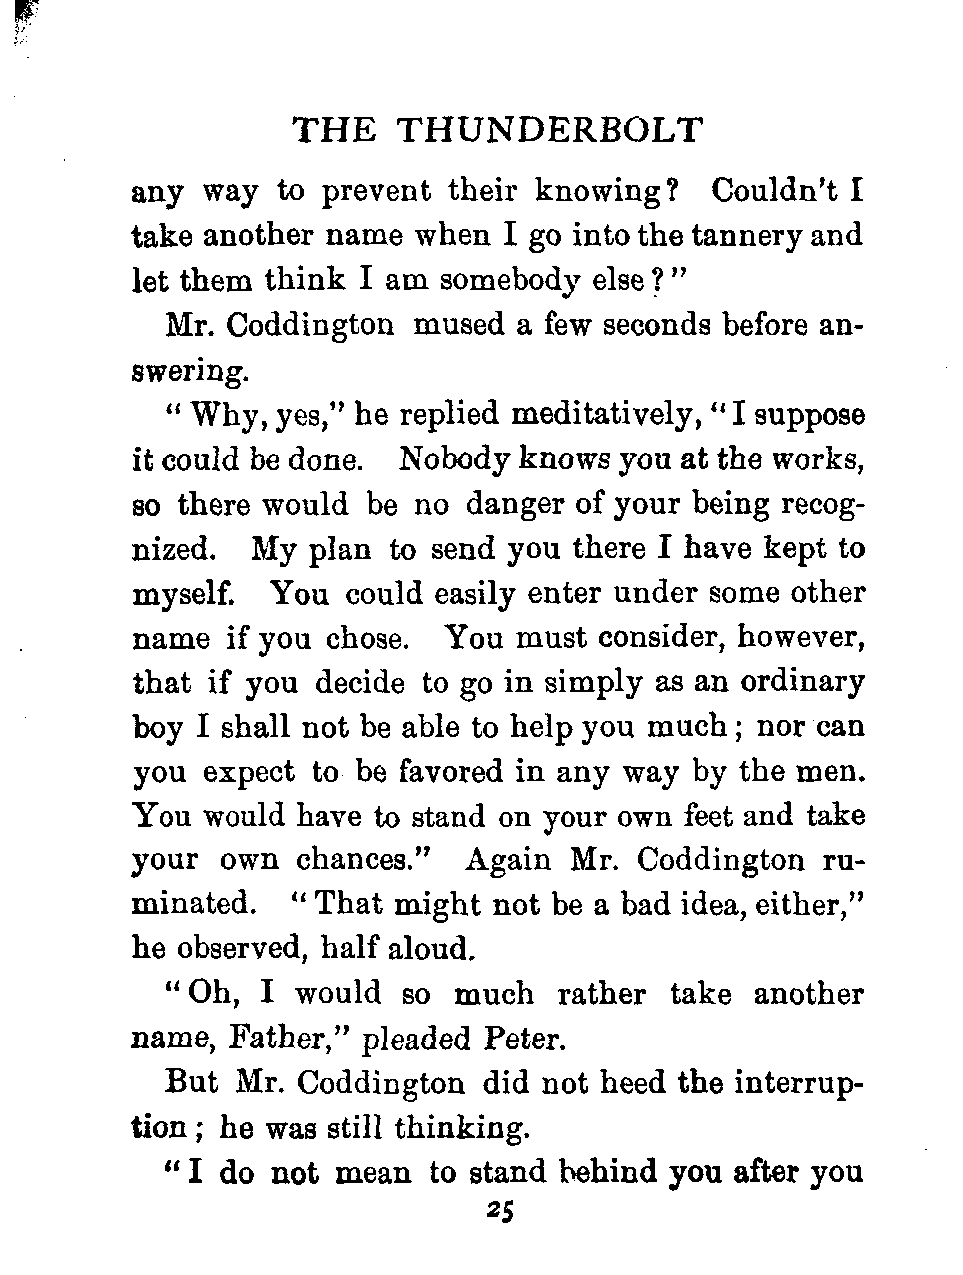 THE THUNDERBOLT
any way to prevent their knowing? Couldn't I
take another name when I go into the tannery and
let them think I am somebody else?"
Mr. Coddington mused a few seconds before an-
swering.
"Why, yes," he replied meditatively, "I suppose
it could be done. Nobody knows you at the works,
so there would be no danger of your being recog-
nized. My plan to send you there I have kept to
myself. You could easily enter under some other
name if you chose. You must consider, however,
that if you decide to go in simply as an ordinary
boy I shall not be able to help you much; nor can
you expect to be favored in any way by the men.
You would have to stand on your own feet and take
your own chances." Again Mr. Coddington ru-
minated. "That might not be a bad idea, either,"
he observed, half aloud.
"Oh, I would so much rather take another
name, Father," pleaded Peter.
But Mr. Coddington did not heed the interrup-
tion; he was still thinking.
"I do not mean to stand behind you after you
25